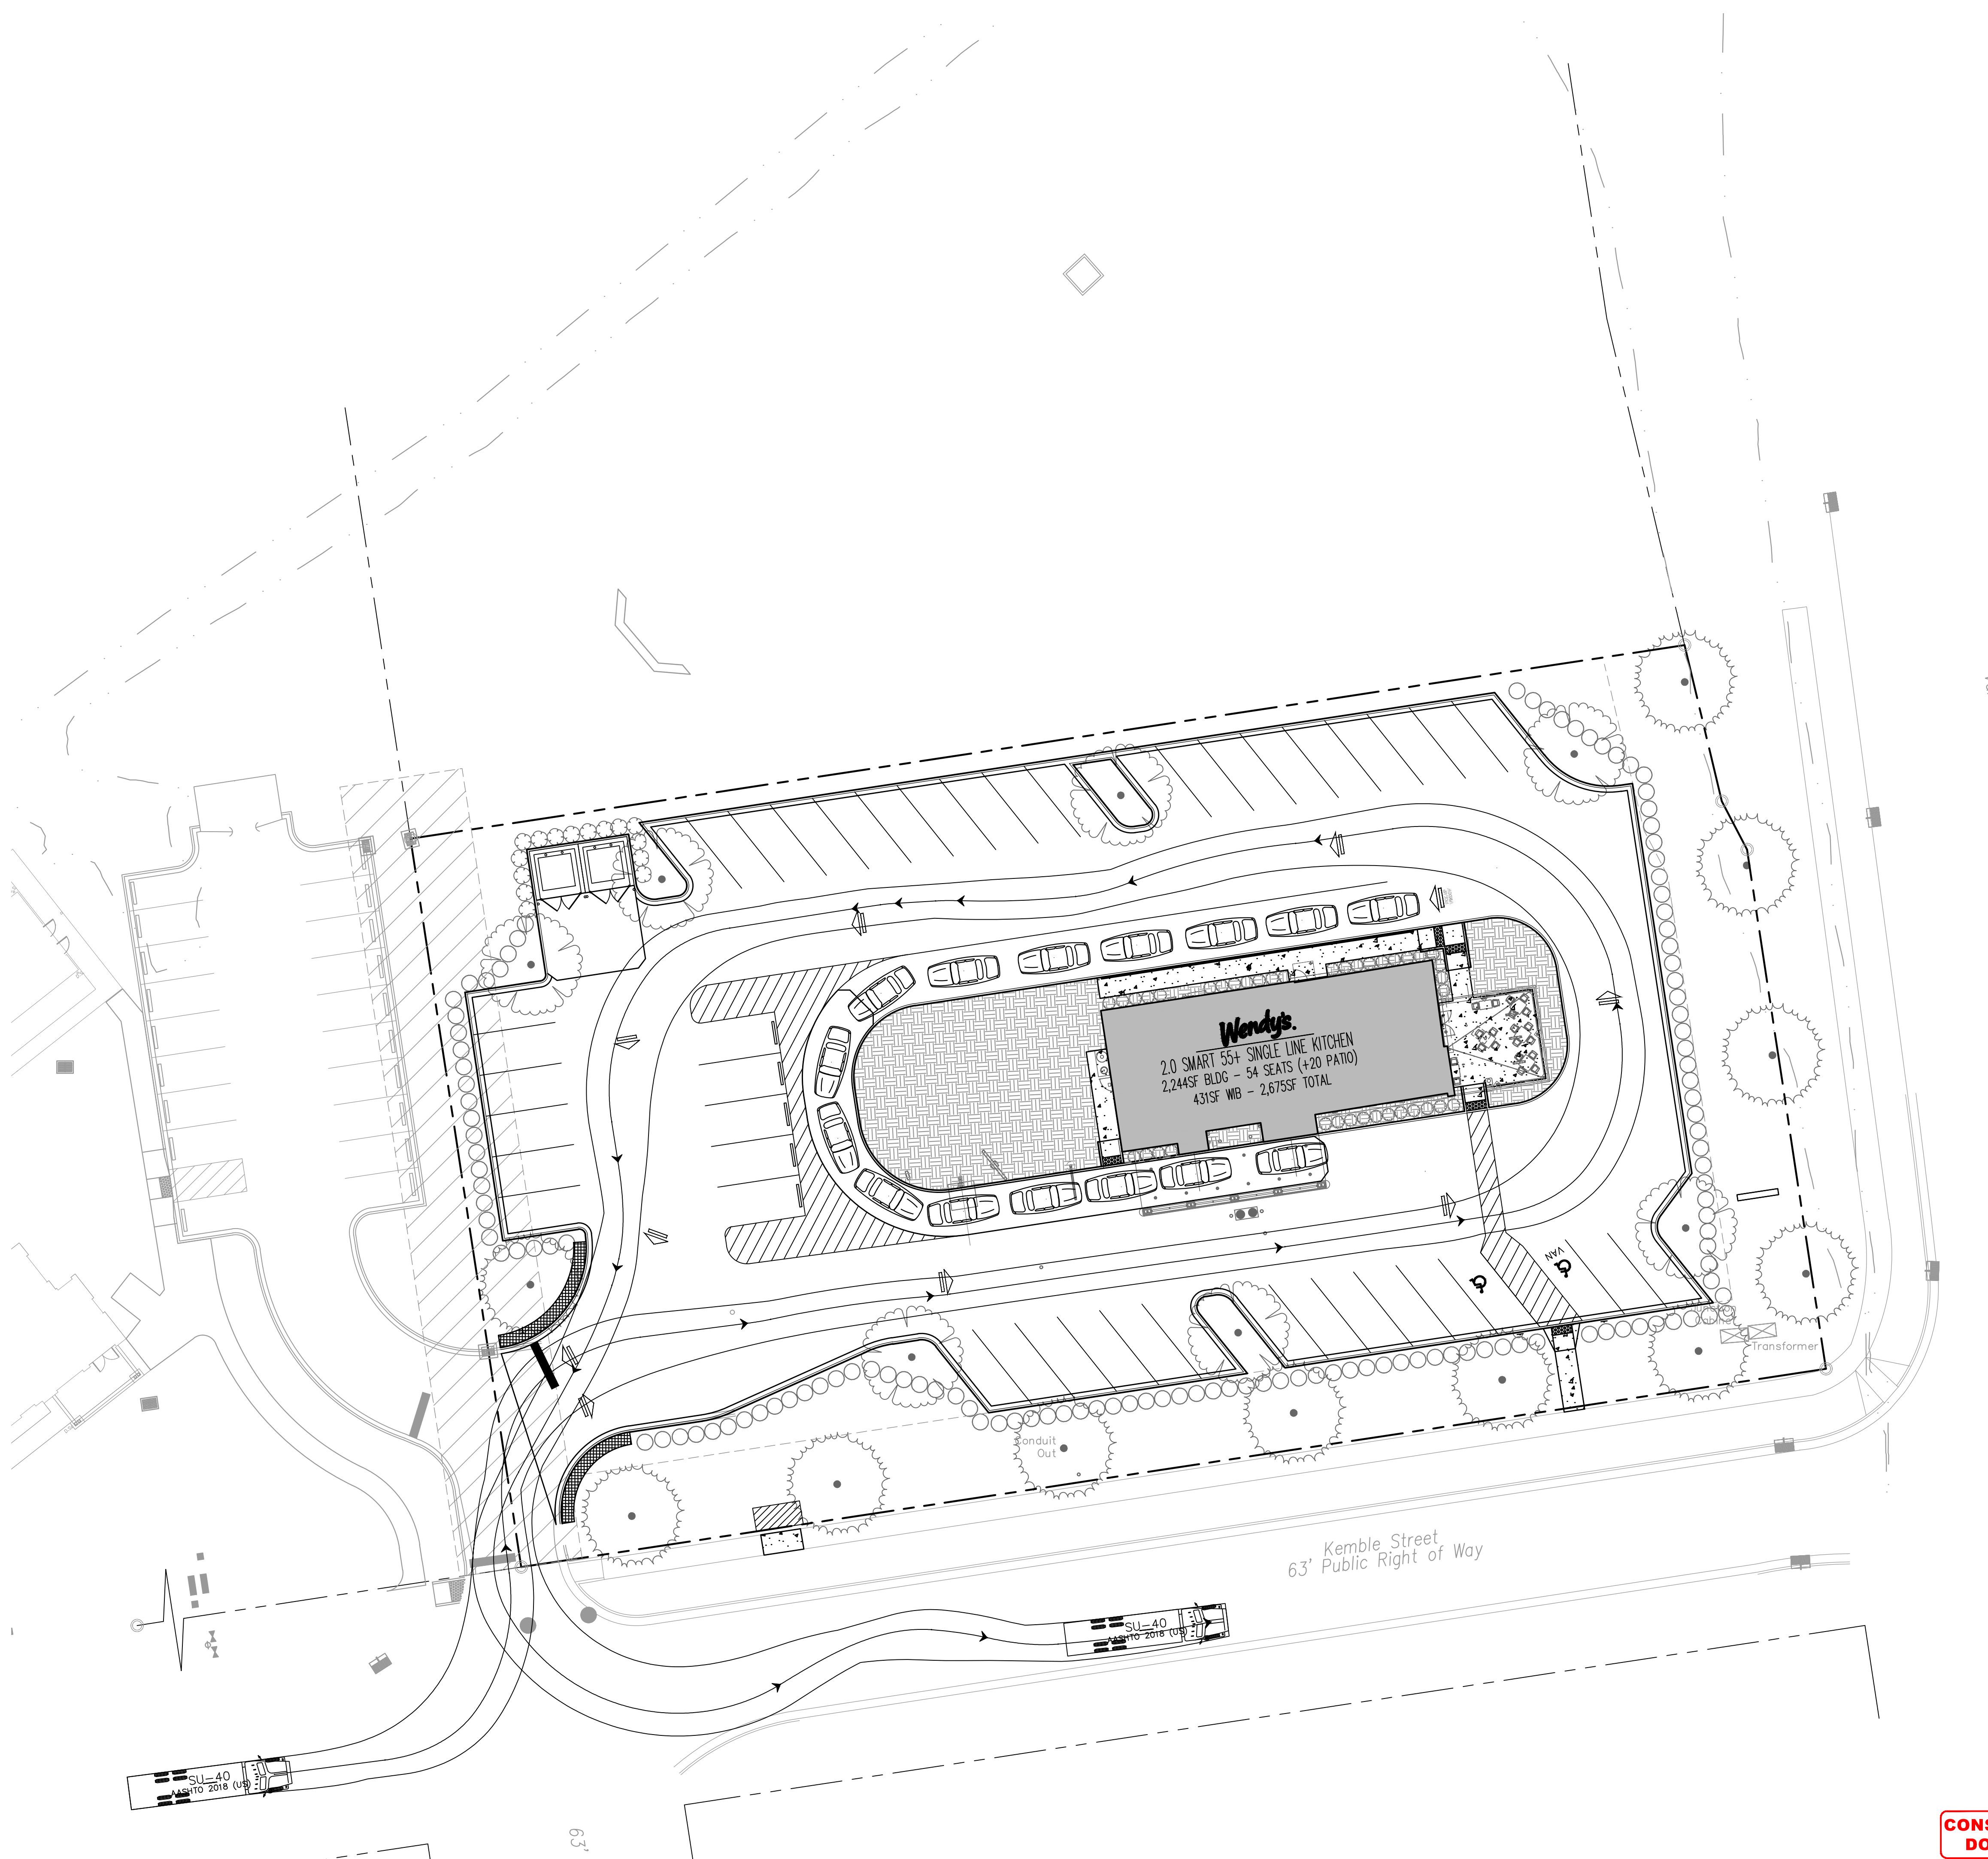 Wendy's.
2.0 SMART 55+ SINGLE LINE KITCHEN
2,244SF BLDG - 54 SEATS (+20 PATIO)
431SF WIB - 2,675SF TOTAL
VAN
Transformer
Conduit
Out
Kemble Street
63' Public Right of Way
SU-40
AASHTO 2018 (US)
SU-40
AASHTO 2018 (US)
63'
CONS
DO